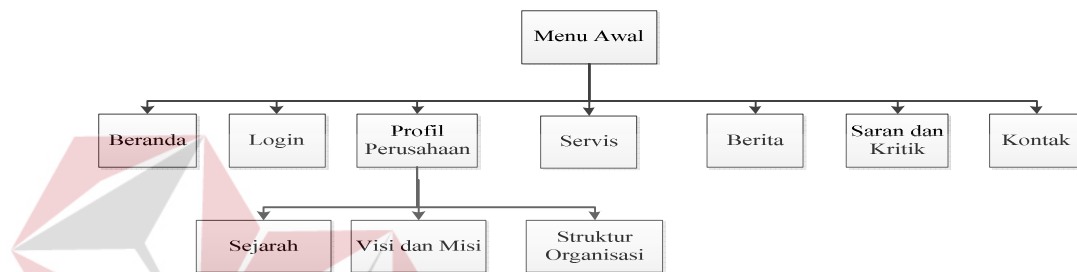 Menu Awal
Beranda
Login
Profil
Perusahaan
Servis
Berita
Saran dan
Kritik
Kontak
Sejarah
Visi dan Misi
Struktur
Organisasi